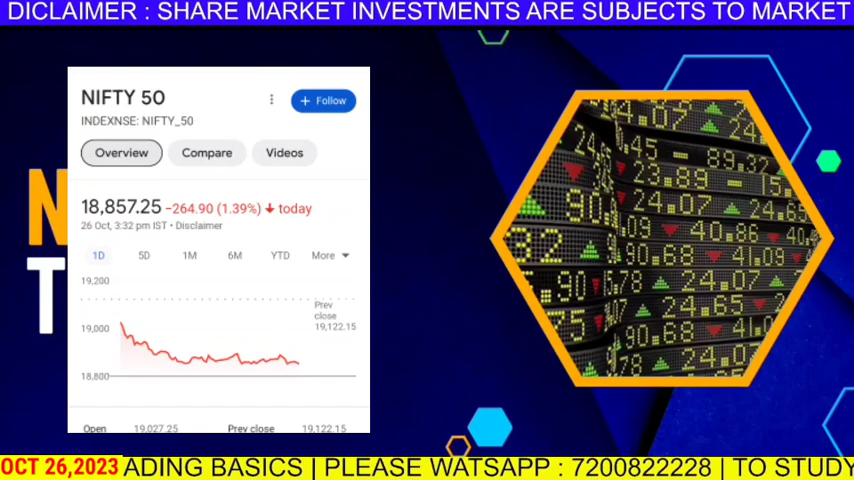 DICLAIMER : SHARE MARKET INVESTMENTS ARE SUBJECTS TO MARKET
N
T
NIFTY 50
+ Follow
INDEXNSE: NIFTY_50
Overview Compare Videos
18,857.25 -264.90 (1.39%) ↓ today
26 Oct, 3:32 pm IST • Disclaimer
1D 5D 1M 6M YTD More
19,200
Prev
close
19,122.15
19,000
18,800
Open 19,027.25 Prev close 19,122.15
OCT 26,2023 ADING BASICS | PLEASE WATSAPP : 7200822228 | TO STUDY